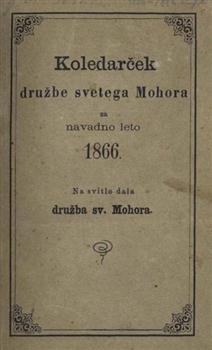 Koledarček
družbe svetega Mohora
za
navadno leto
1866.
Na svitlo dala
družba sv. Mohora.